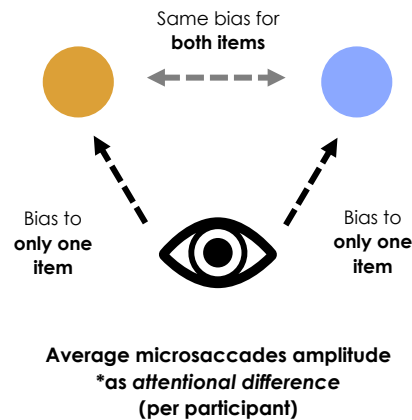 Same bias for
both items
Bias to
only one
item
Bias to
only one
item
Average microsaccades amplitude
*as attentional difference
(per participant)